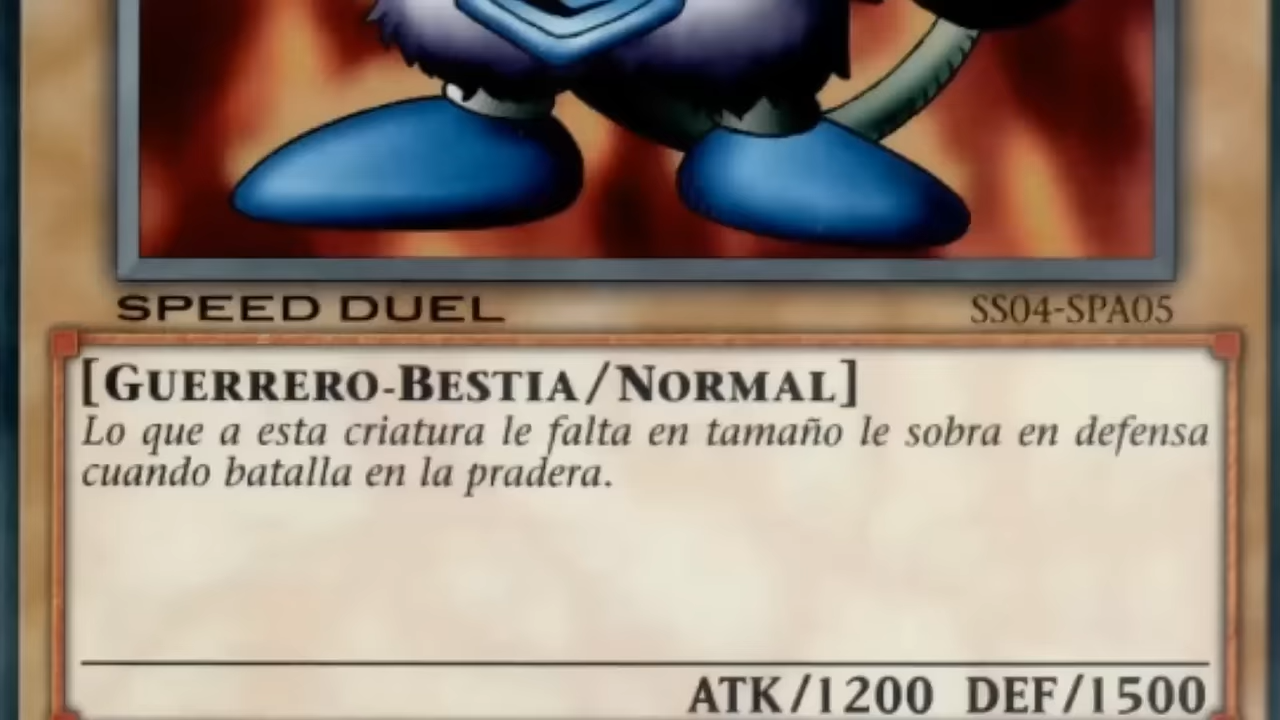 SPEED DUEL SS04-SPA05
[GUERRERO-BESTIA/NORMAL]
Lo que a esta criatura le falta en tamaño le sobra en defensa
cuando batalla en la pradera.
ATK/1200 DEF/1500